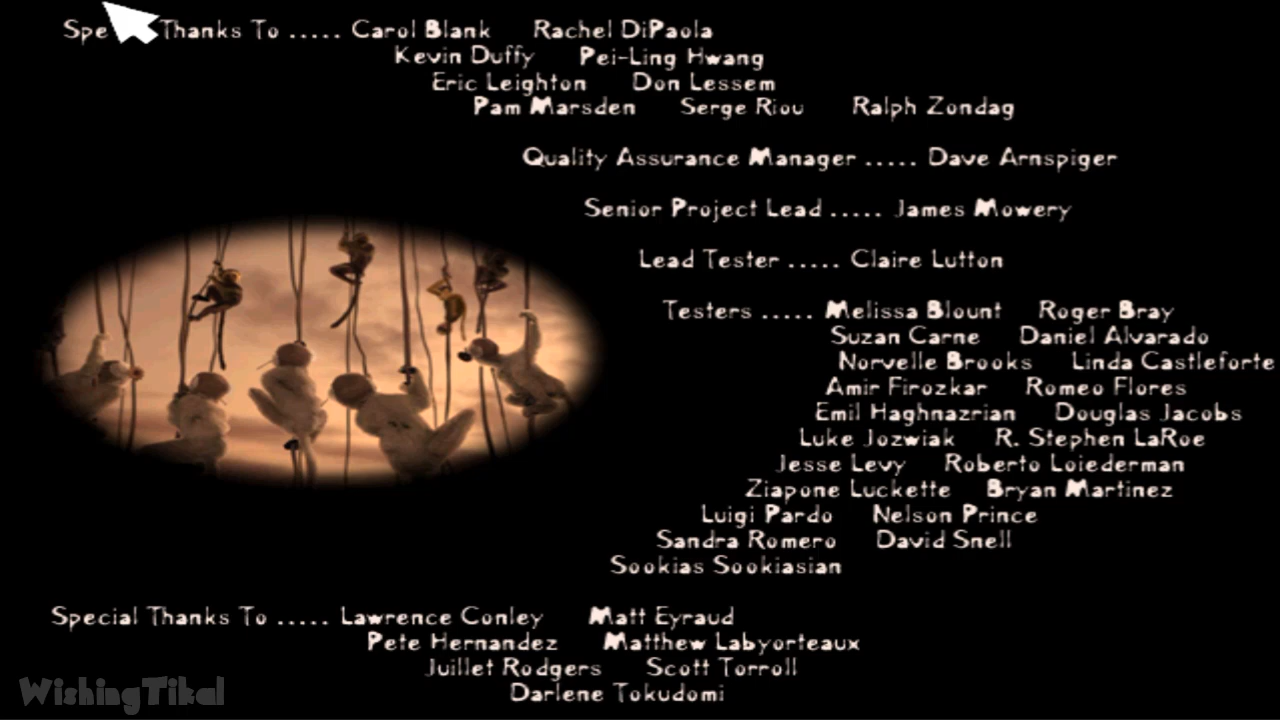 Spe Thanks To ..... Carol Blank Rachel DiPaola
Kevin Duffy Pei-Ling Hwang
Eric Leighton Don Lessem
Pam Marsden Serge Riou Ralph Zondag
Quality Assurance Manager ..... Dave Arnspiger
Senior Project Lead ..... James Mowery
Lead Tester ..... Claire Lutton
Testers ..... Melissa Blount Roger Bray
Suzan Carne Daniel Alvarado
Norvelle Brooks Linda Castleforte
Amir Firozkar Romeo Flores
Emil Haghnazrian Douglas Jacobs
Luke Jozwiak R. Stephen LaRoe
Jesse Levy Roberto Loiederman
Ziapone Luckette Bryan Martinez
Luigi Pardo Nelson Prince
Sandra Romero David Snell
Sookias Sookiasian
Special Thanks To ..... Lawrence Conley Matt Eyraud
Pete Hernandez Matthew Labyorteaux
Juillet Rodgers Scott Torroll
Darlene Tokudomi
WishingTikal